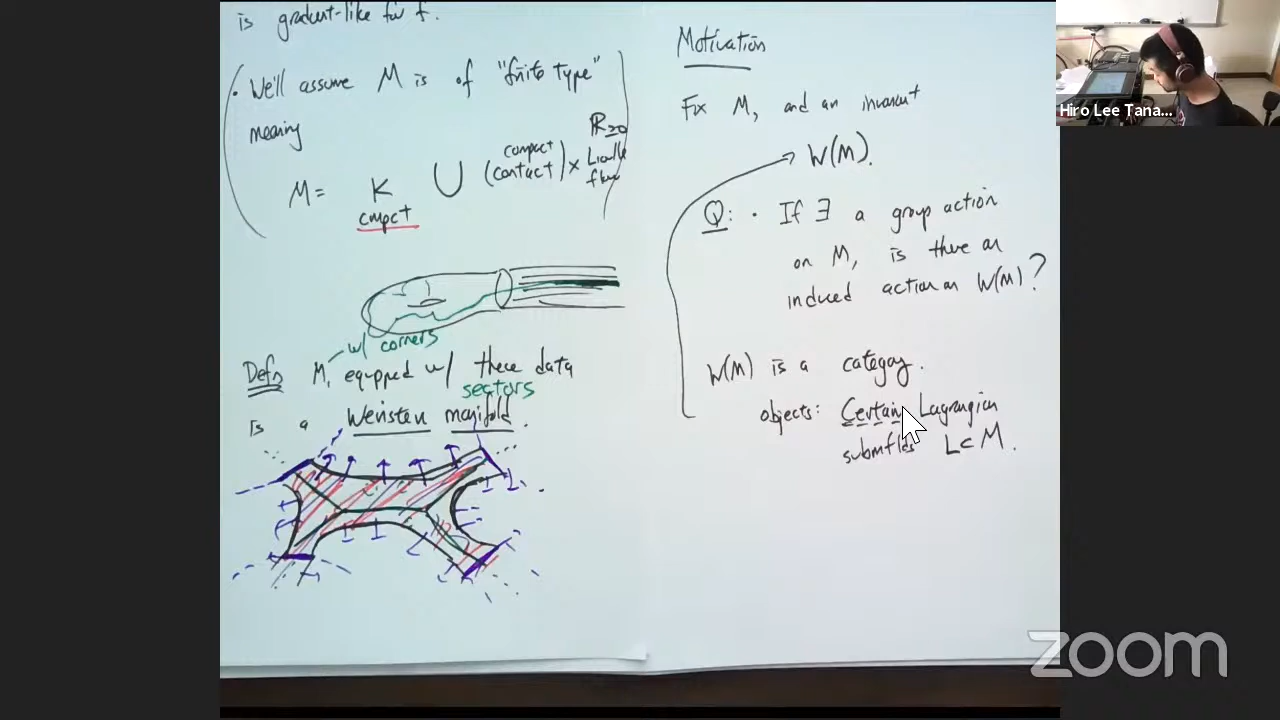 is gradient-like for f.
• We'll assume M is of "finite type"
meaning
M = K ∪ (compact contact) × R≥0 Liouville flow
cmpct
w/ corners
Defn M, equipped w/ these data
sectors
is a Weinstein manifold.
Motivation
Fix M, and an invariant
W(M).
Q: • If ∃ a group action
on M, is there an
induced action on W(M)?
W(M) is a category.
objects: Certain Lagrangian
submflds L⊂M.
Hiro Lee Tana...
zoom